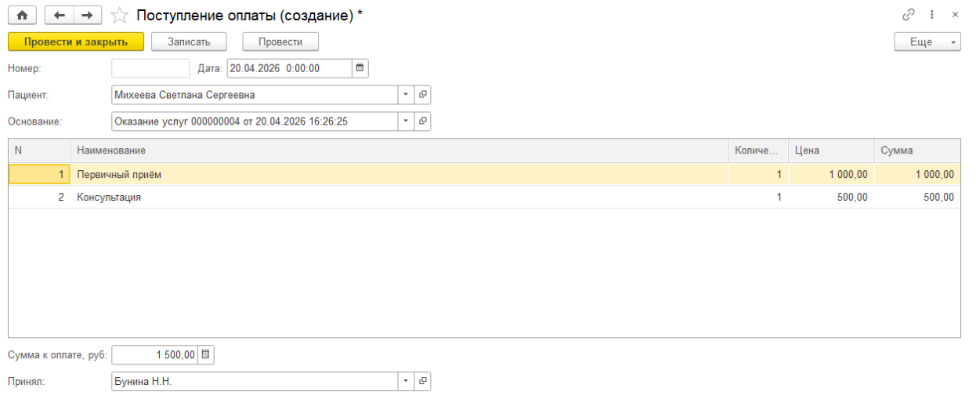 Поступление оплаты (создание) *
Провести и закрыть Записать Провести Еще
Номер: Дата: 20.04.2026 0:00:00
Пациент: Михеева Светлана Сергеевна
Основание: Оказание услуг 000000004 от 20.04.2026 16:26:25
N Наименование Количе... Цена Сумма
1 Первичный приём 1 1 000,00 1 000,00
2 Консультация 1 500,00 500,00
Сумма к оплате, руб: 1 500,00
Принял: Бунина Н.Н.